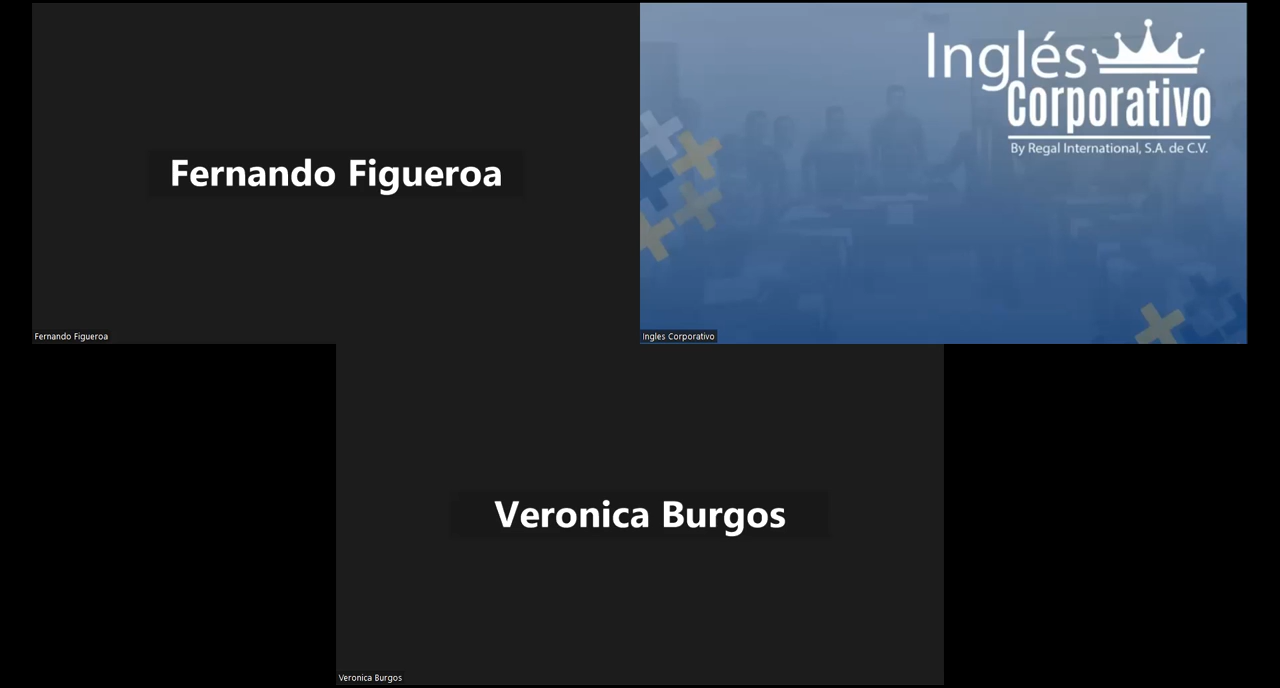 Fernando Figueroa
Fernando Figueroa
Inglés
Corporativo
By Regal International, S.A. de C.V.
Ingles Corporativo
Veronica Burgos
Veronica Burgos